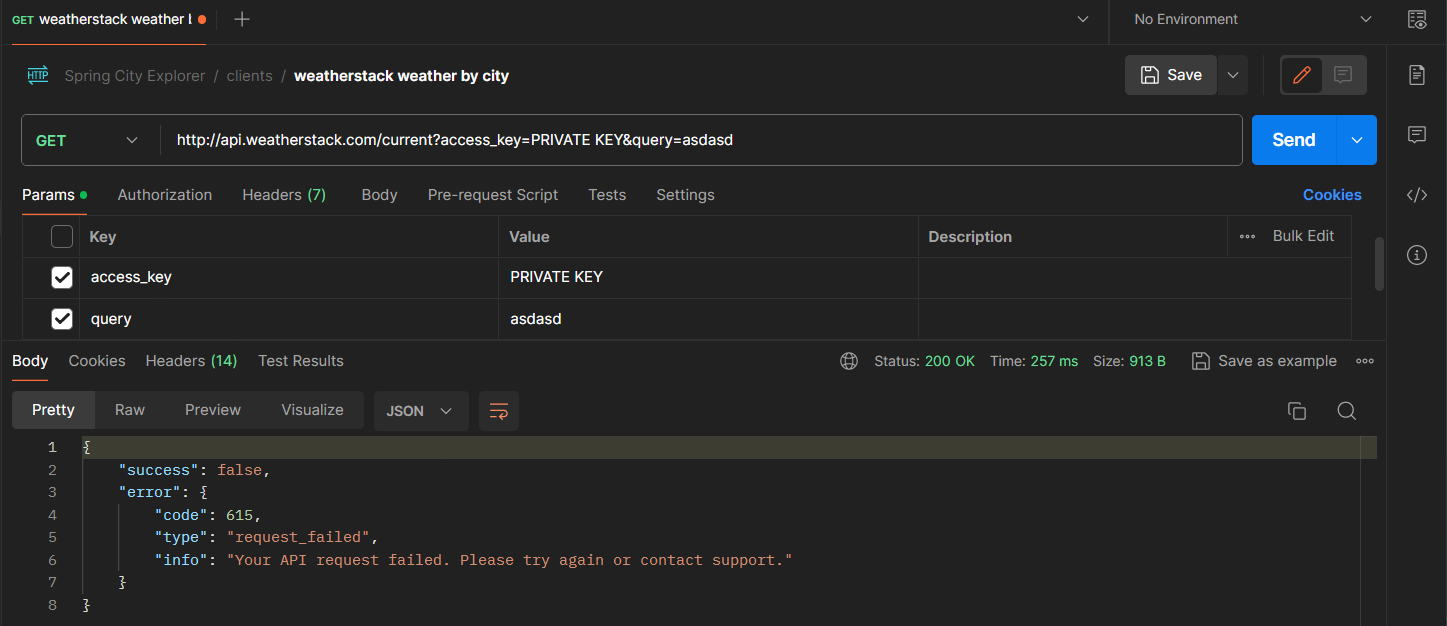 GET weatherstack weather b
No Environment
HTTP Spring City Explorer / clients / weatherstack weather by city
Save
GET http://api.weatherstack.com/current?access_key=PRIVATE KEY&query=asdasd
Send
Params Authorization Headers (7) Body Pre-request Script Tests Settings Cookies
Key Value Description Bulk Edit
access_key PRIVATE KEY
query asdasd
Body Cookies Headers (14) Test Results Status: 200 OK Time: 257 ms Size: 913 B Save as example
Pretty Raw Preview Visualize JSON
1 {
2 "success": false,
3 "error": {
4 "code": 615,
5 "type": "request_failed",
6 "info": "Your API request failed. Please try again or contact support."
7 }
8 }